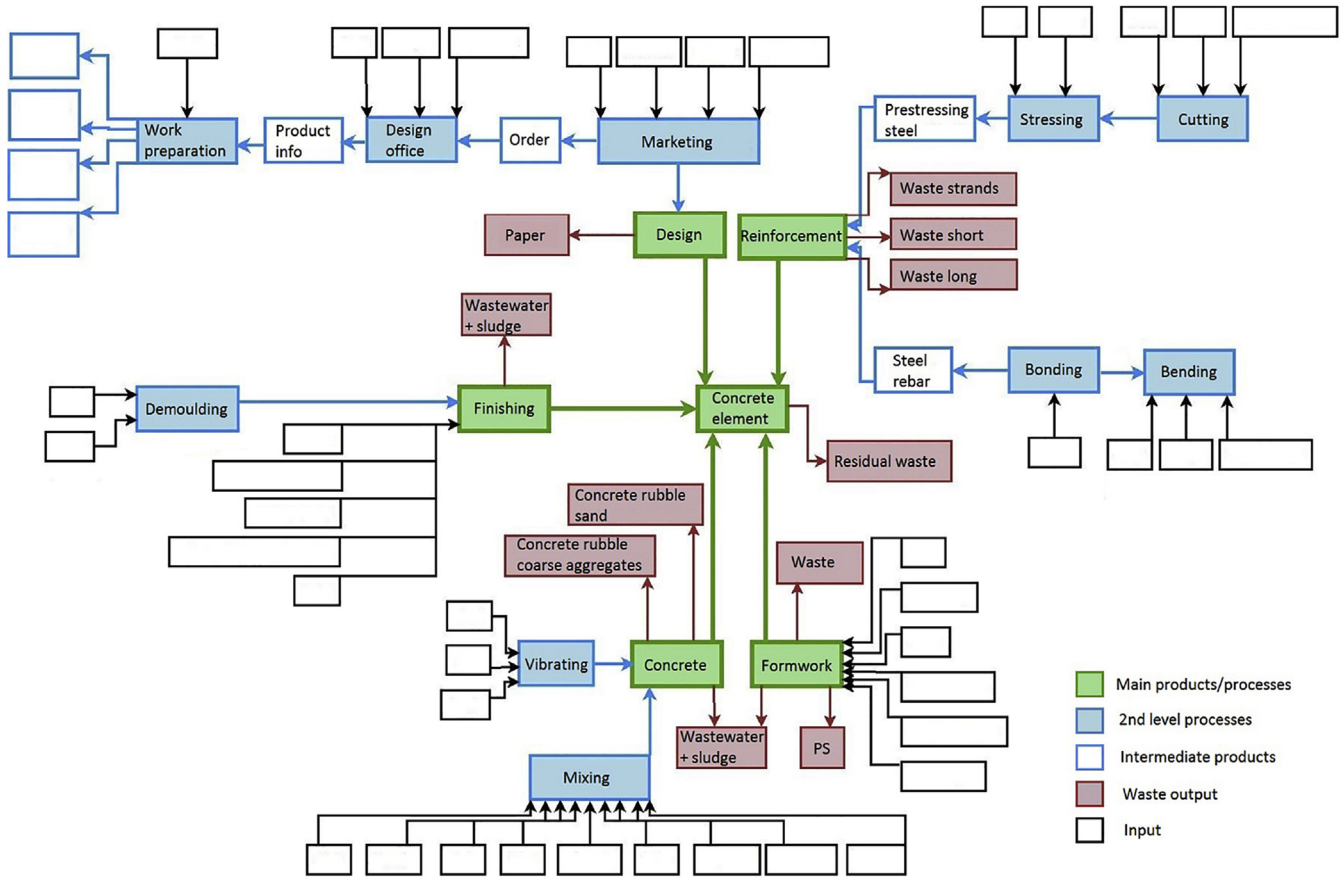 Work
preparation
Product
info
Design
office
Order
Marketing
Prestressing
steel
Stressing
Cutting
Waste strands
Paper
Design
Reinforcement
Waste short
Waste long
Wastewater
+ sludge
Steel
rebar
Bonding
Bending
Demoulding
Finishing
Concrete
element
Residual waste
Concrete rubble
sand
Concrete rubble
coarse aggregates
Waste
Vibrating
Concrete
Formwork
Wastewater
+ sludge
PS
Mixing
Main products/processes
2nd level processes
Intermediate products
Waste output
Input